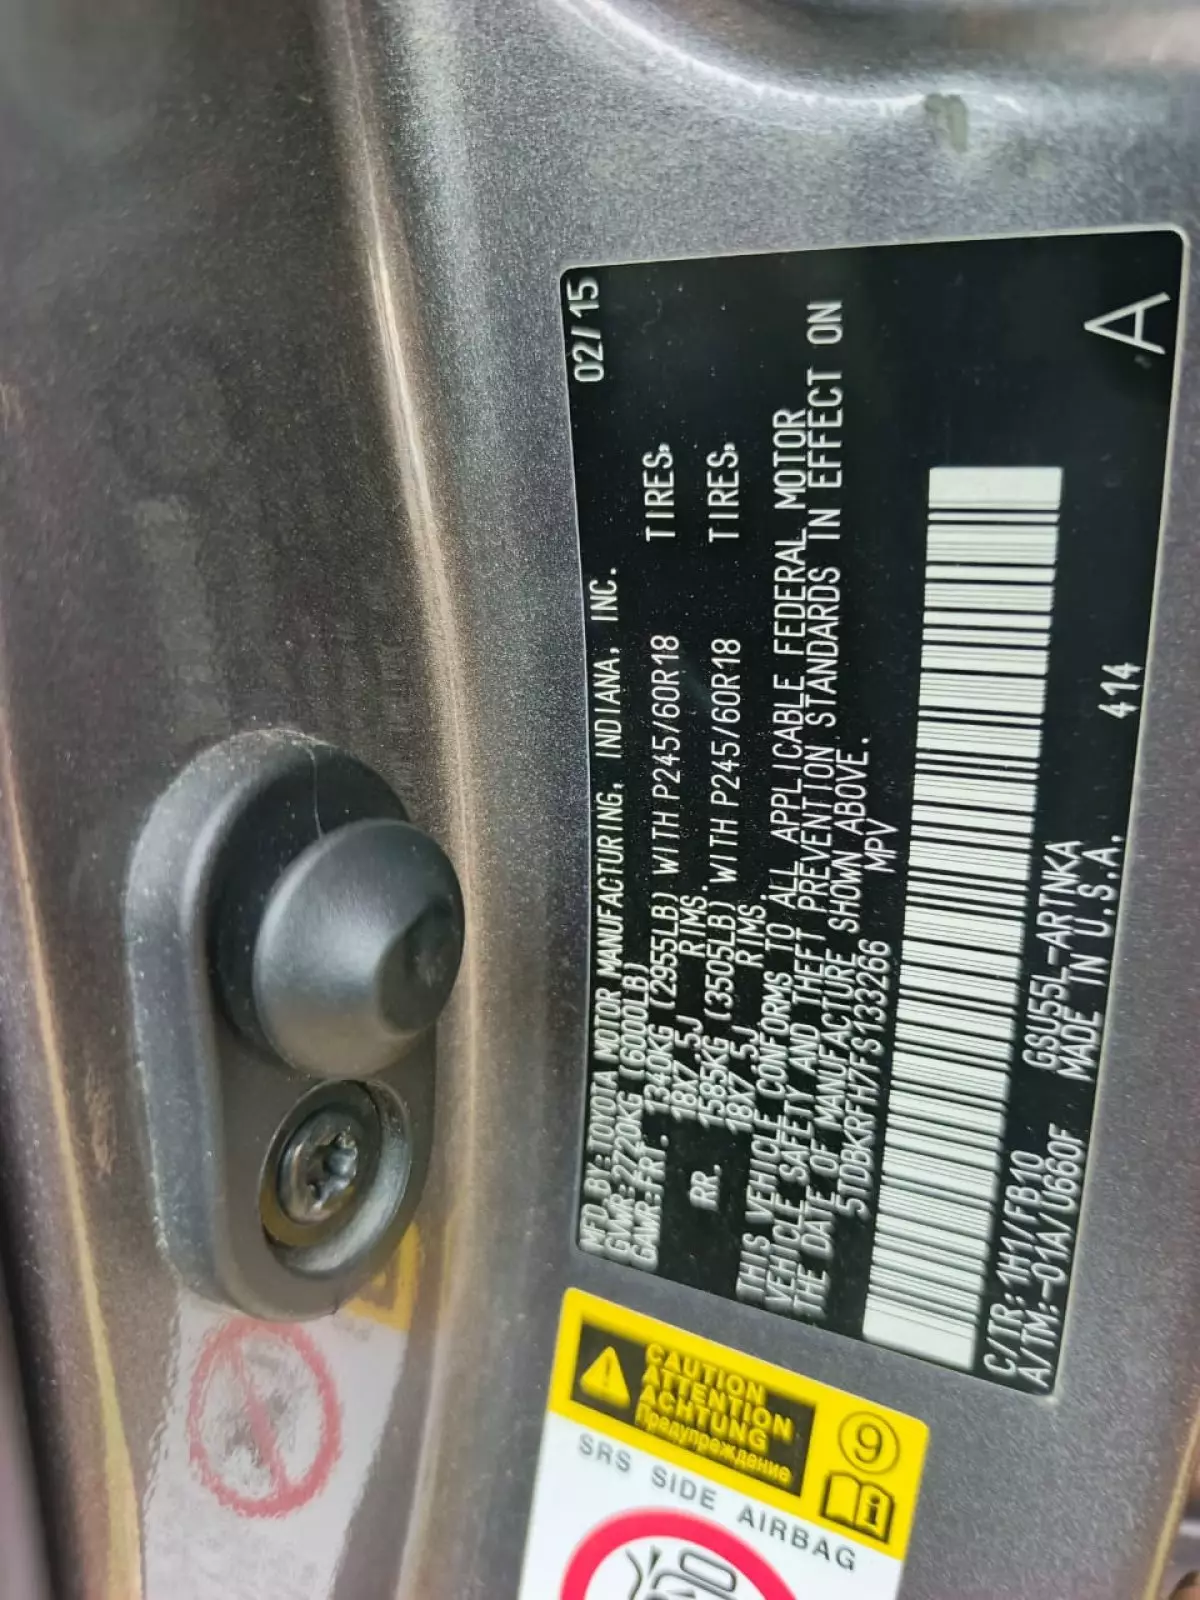 MFD. BY: TOYOTA MOTOR MANUFACTURING, INDIANA, INC. 02/15
GVWR: 2720KG (6000LB)
GAWR: FRT. 1340KG (2955LB) WITH P245/60R18 TIRES,
18X7.5J RIMS.
RR. 1585KG (3505LB) WITH P245/60R18 TIRES,
18X7.5J RIMS.
THIS VEHICLE CONFORMS TO ALL APPLICABLE FEDERAL MOTOR
VEHICLE SAFETY AND THEFT PREVENTION STANDARDS IN EFFECT ON
THE DATE OF MANUFACTURE SHOWN ABOVE.
5TDBKRFH7FS133266 MPV
C/TR: 1H1/FB10 GSU55L-ARTNKA 414
A/TM:-01A/U660F MADE IN U.S.A. A
CAUTION
ATTENTION
ACHTUNG
Предупреждение
9
i
SRS SIDE AIRBAG